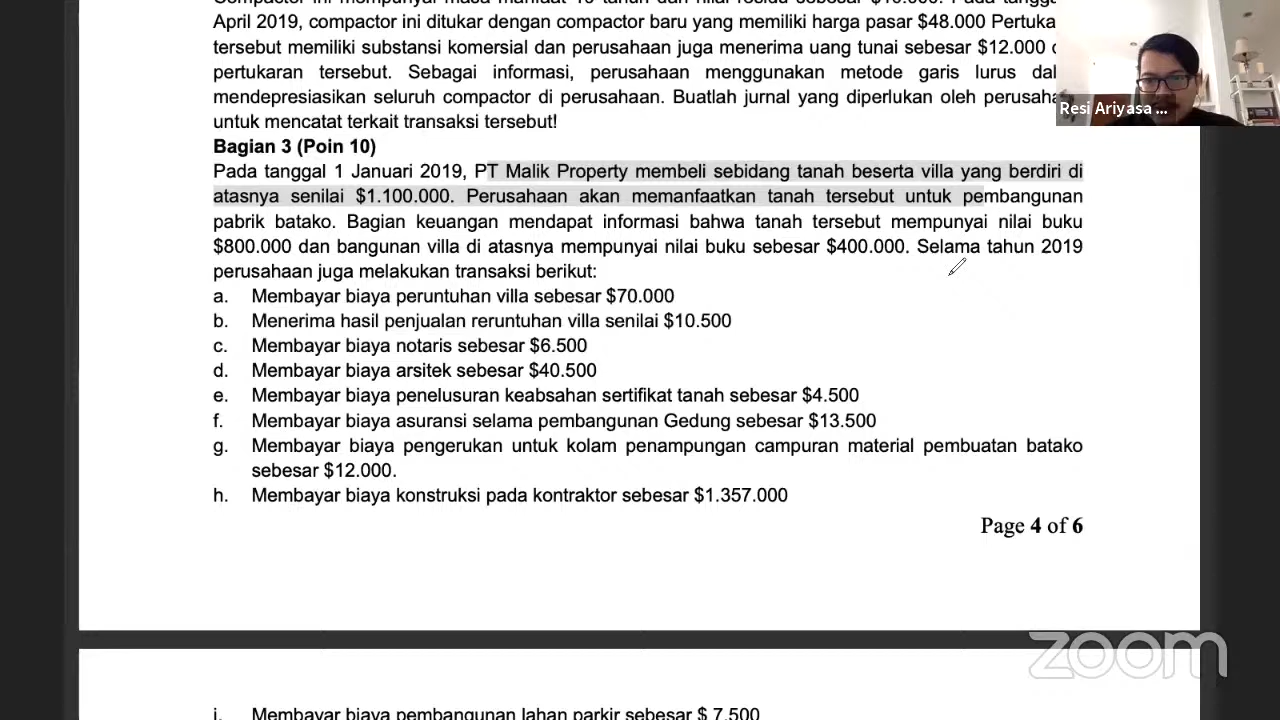 April 2019, compactor ini ditukar dengan compactor baru yang memiliki harga pasar $48.000 Pertuka
tersebut memiliki substansi komersial dan perusahaan juga menerima uang tunai sebesar $12.000
pertukaran tersebut. Sebagai informasi, perusahaan menggunakan metode garis lurus dal
mendepresiasikan seluruh compactor di perusahaan. Buatlah jurnal yang diperlukan oleh perusaha
untuk mencatat terkait transaksi tersebut!
Resi Ariyasa ...
Bagian 3 (Poin 10)
Pada tanggal 1 Januari 2019, PT Malik Property membeli sebidang tanah beserta villa yang berdiri di
atasnya senilai $1.100.000. Perusahaan akan memanfaatkan tanah tersebut untuk pembangunan
pabrik batako. Bagian keuangan mendapat informasi bahwa tanah tersebut mempunyai nilai buku
$800.000 dan bangunan villa di atasnya mempunyai nilai buku sebesar $400.000. Selama tahun 2019
perusahaan juga melakukan transaksi berikut:
a. Membayar biaya peruntuhan villa sebesar $70.000
b. Menerima hasil penjualan reruntuhan villa senilai $10.500
c. Membayar biaya notaris sebesar $6.500
d. Membayar biaya arsitek sebesar $40.500
e. Membayar biaya penelusuran keabsahan sertifikat tanah sebesar $4.500
f. Membayar biaya asuransi selama pembangunan Gedung sebesar $13.500
g. Membayar biaya pengerukan untuk kolam penampungan campuran material pembuatan batako
sebesar $12.000.
h. Membayar biaya konstruksi pada kontraktor sebesar $1.357.000
Page 4 of 6
zoom
i. Membayar biaya pembangunan lahan parkir sebesar $ 7.500